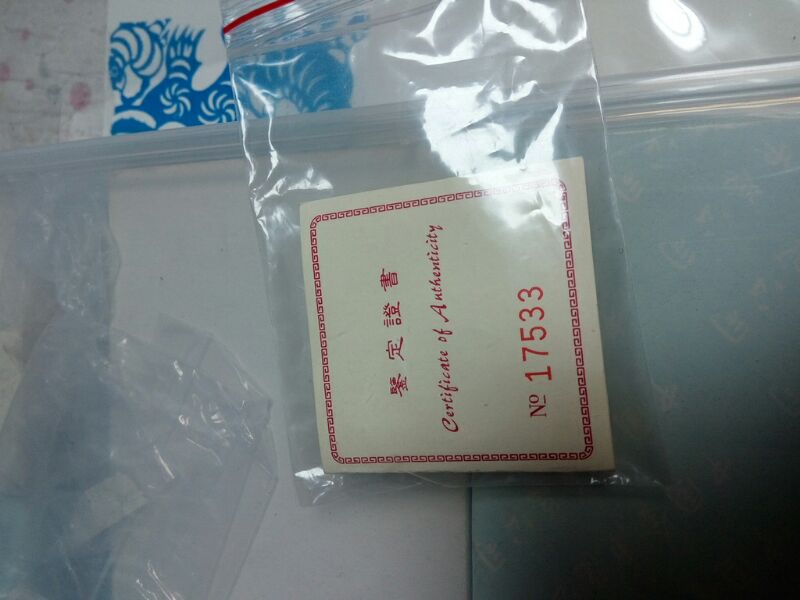 鑒定證書
Certificate of Authenticity
№ 17533